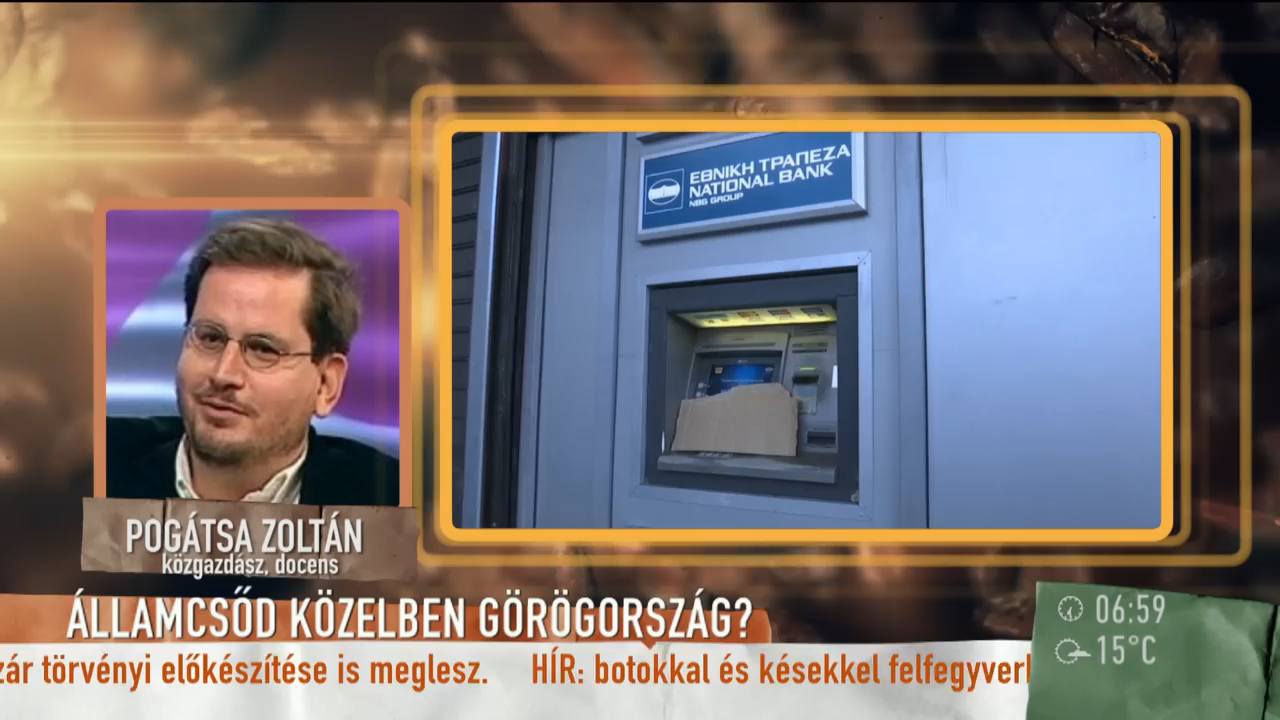 ΕΘΝΙΚΗ ΤΡΑΠΕΖΑ
NATIONAL BANK
NBG GROUP
POGÁTSA ZOLTÁN
közgazdász, docens
ÁLLAMCSŐD KÖZELBEN GÖRÖGORSZÁG?
zár törvényi előkészítése is meglesz. HÍR: botokkal és késekkel felfegyver
06:59
15°C